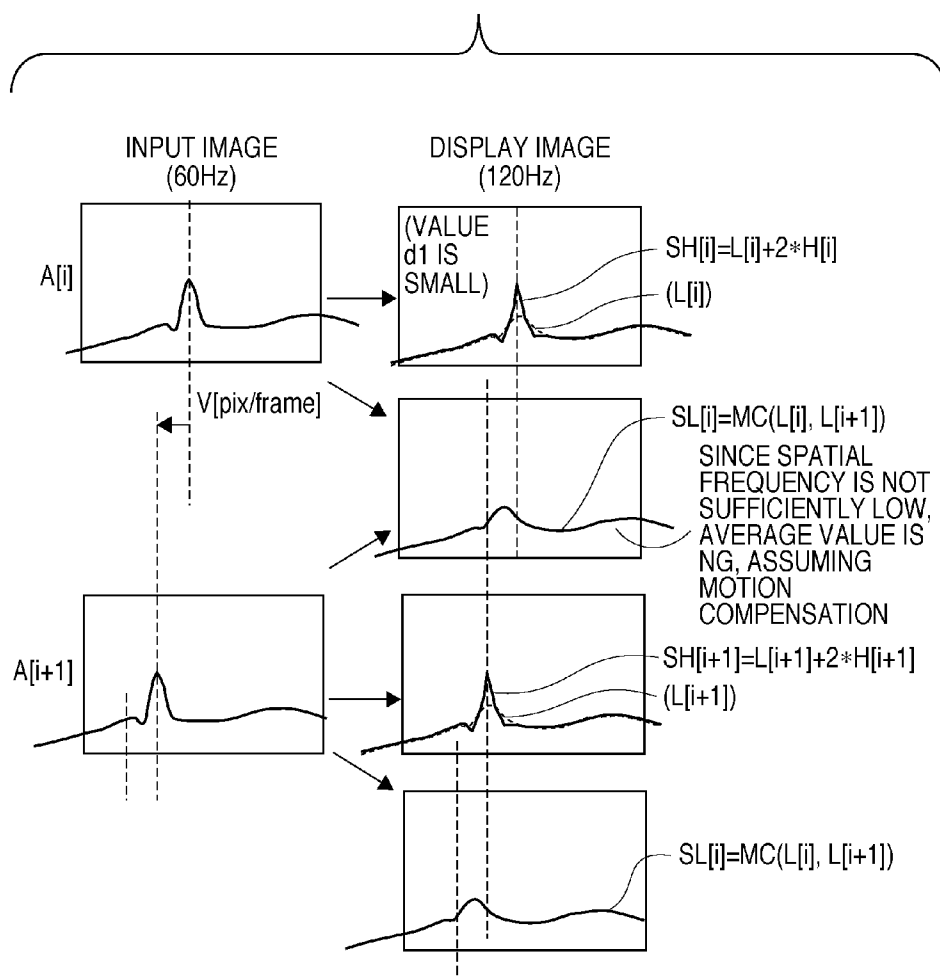 INPUT IMAGE
(60Hz)
DISPLAY IMAGE
(120Hz)
A[i]
(VALUE
d1 IS
SMALL)
SH[i]=L[i]+2*H[i]
(L[i])
V[pix/frame]
SL[i]=MC(L[i], L[i+1])
SINCE SPATIAL
FREQUENCY IS NOT
SUFFICIENTLY LOW,
AVERAGE VALUE IS
NG, ASSUMING
MOTION
COMPENSATION
A[i+1]
SH[i+1]=L[i+1]+2*H[i+1]
(L[i+1])
SL[i]=MC(L[i], L[i+1])